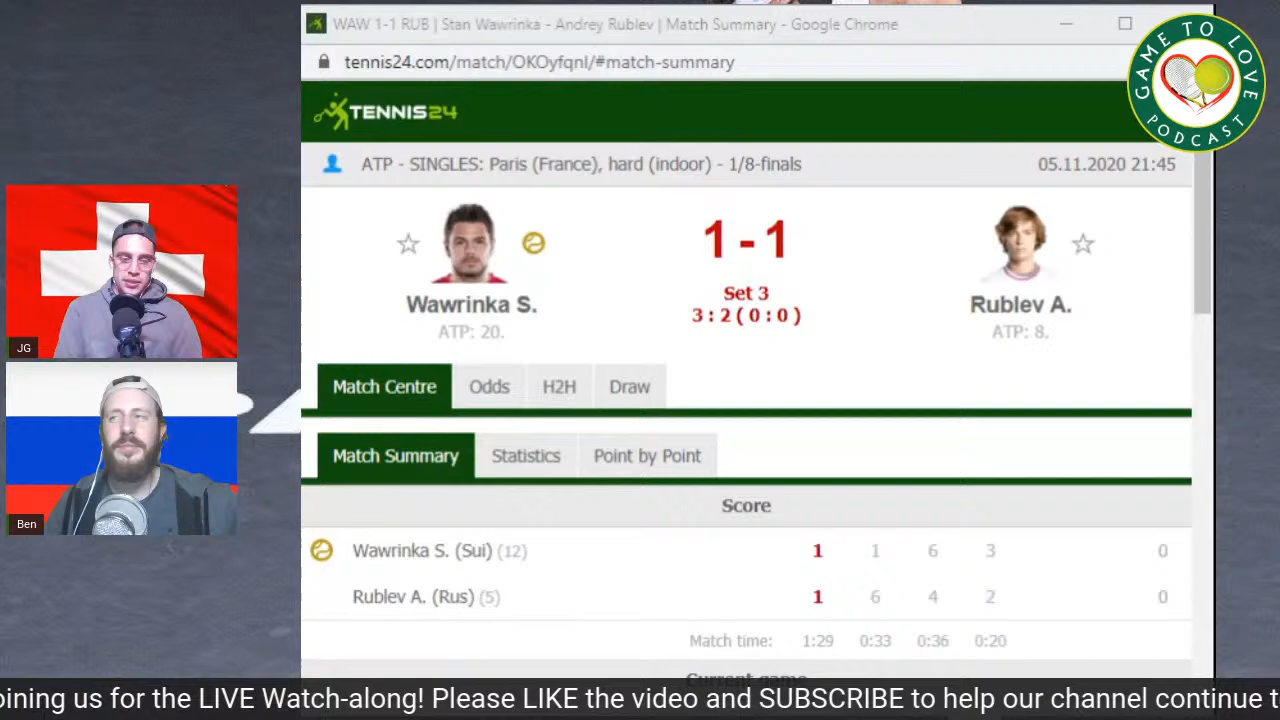 WAW 1-1 RUB | Stan Wawrinka - Andrey Rublev | Match Summary - Google Chrome
tennis24.com/match/OKOyfqnI/#match-summary
GAME TO LOVE
PODCAST
TENNIS24
ATP - SINGLES: Paris (France), hard (indoor) - 1/8-finals
05.11.2020 21:45
1 - 1
Set 3
3 : 2 ( 0 : 0 )
Wawrinka S.
ATP: 20.
Rublev A.
ATP: 8.
JG
Match Centre Odds H2H Draw
Match Summary Statistics Point by Point
Score
Ben
Wawrinka S. (Sui) (12) 1 1 6 3 0
Rublev A. (Rus) (5) 1 6 4 2 0
Match time: 1:29 0:33 0:36 0:20
Current game
oining us for the LIVE Watch-along! Please LIKE the video and SUBSCRIBE to help our channel continue t